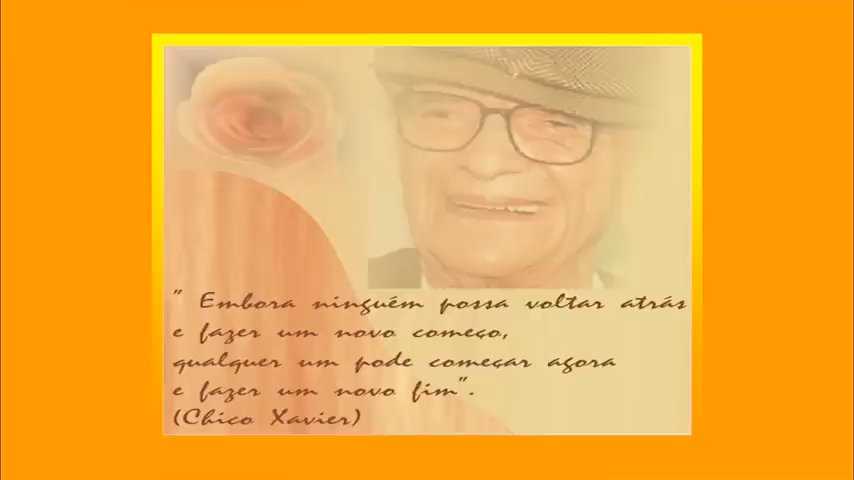 " Embora ninguém possa voltar atrás
e fazer um novo começo,
qualquer um pode começar agora
e fazer um novo fim".
(Chico Xavier)